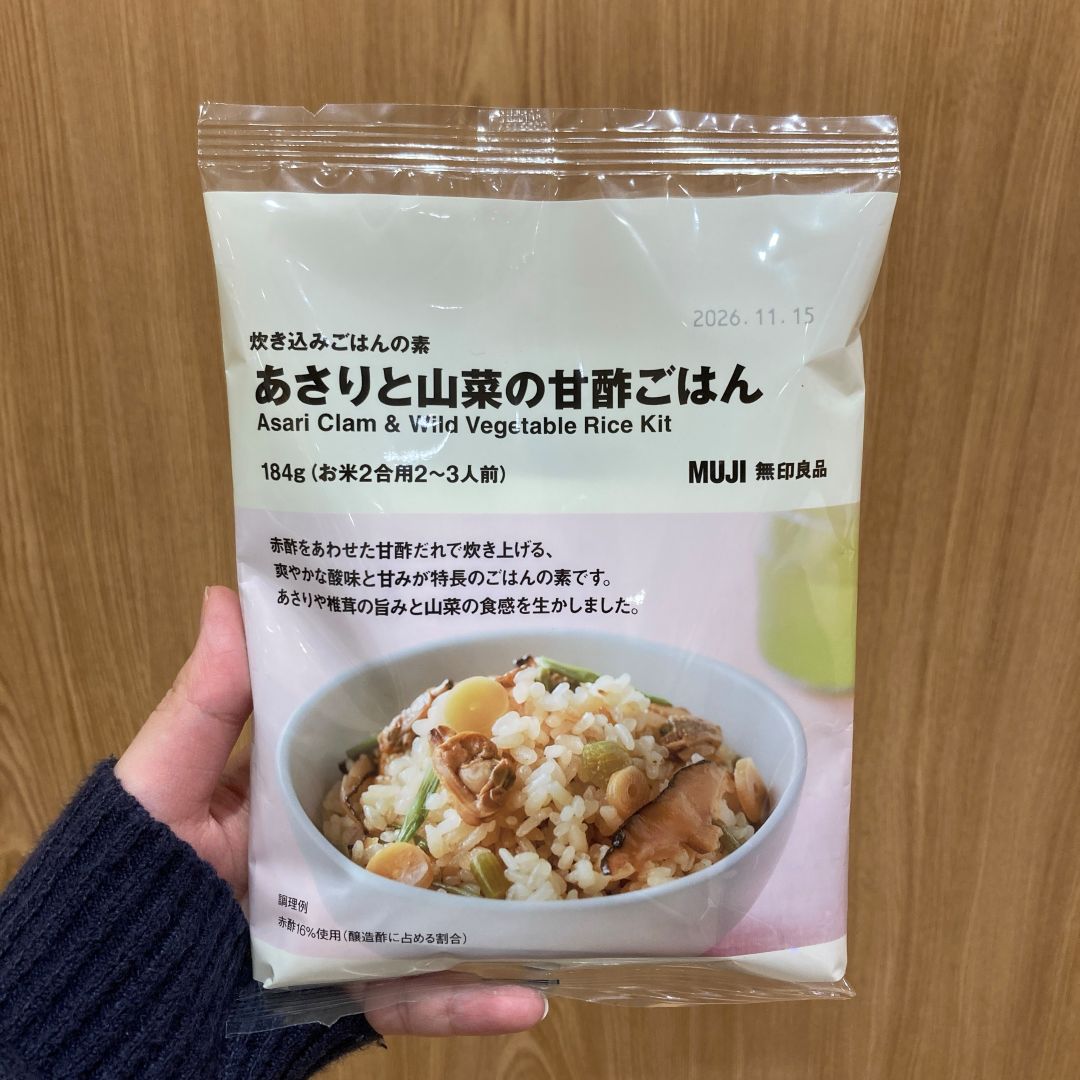 2026.11.15
炊き込みごはんの素
あさりと山菜の甘酢ごはん
Asari Clam & Wild Vegetable Rice Kit
184g（お米2合用2〜3人前）
MUJI 無印良品
赤酢をあわせた甘酢だれで炊き上げる、
爽やかな酸味と甘みが特長のごはんの素です。
あさりや椎茸の旨みと山菜の食感を生かしました。
調理例
赤酢16%使用（醸造酢に占める割合）